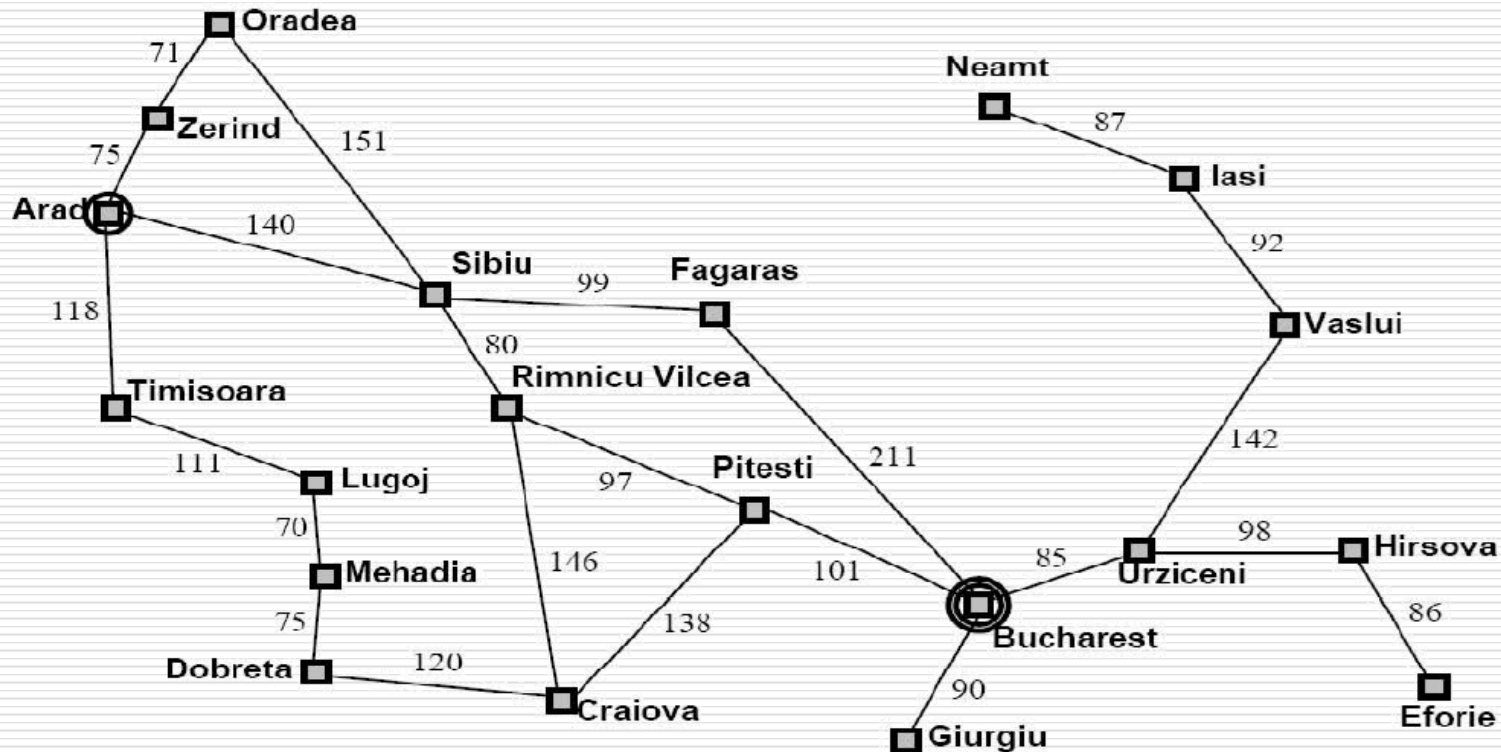 Oradea
71
Neamt
87
Zerind
151
75
Iasi
Arad
140
92
Sibiu
Fagaras
99
118
Vaslui
80
Timisoara
Rimnicu Vilcea
142
111
Lugoj
97
Pitesti
211
70
98
Hirsova
Mehadia
146
101
85
Urziceni
86
75
138
Bucharest
Dobreta
120
90
Craiova
Eforie
Giurgiu